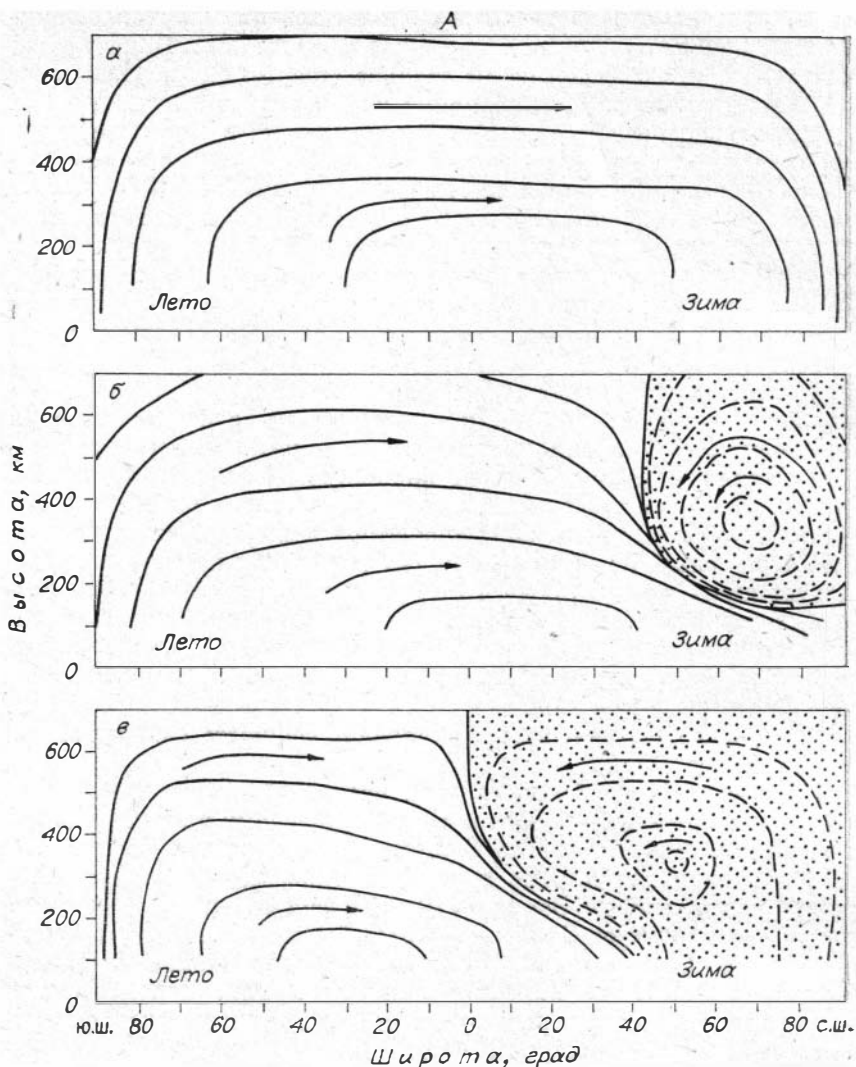 А
а
600
400
200
0
Лето
Зима
б
600
400
200
0
Лето
Зима
Высота, км
в
600
400
200
0
Лето
Зима
ю.ш. 80 60 40 20 0 20 40 60 80 с.ш.
Широта, град